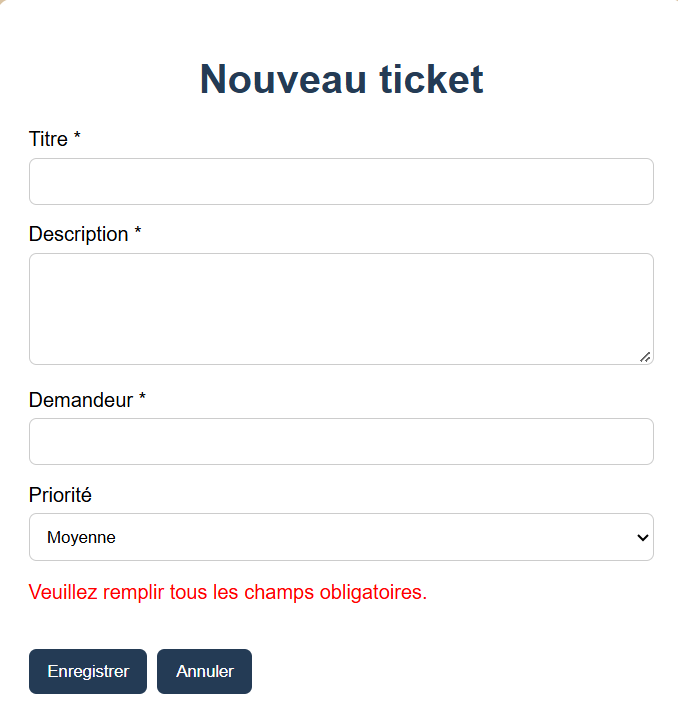 Nouveau ticket
Titre *
Description *
Demandeur *
Priorité
Moyenne
Veuillez remplir tous les champs obligatoires.
Enregistrer Annuler